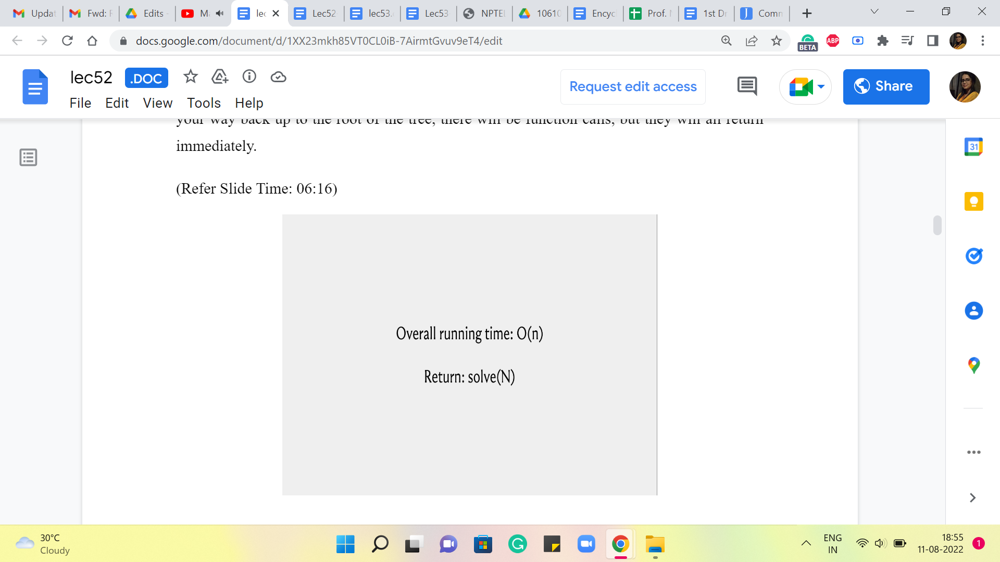 Updat
Fwd: F
Edits -
Ma
lec
Lec52
lec53.
Lec53
NPTEL
10610
Encyc
Prof. N
1st Dr
Comm
docs.google.com/document/d/1XX23mkh85VT0CL0iB-7AirmtGvuv9eT4/edit
BETA
ABP
lec52 .DOC
Request edit access
Share
File Edit View Tools Help
your way back up to the root of the tree, there will be function calls, but they will all return
immediately.
31
(Refer Slide Time: 06:16)
Overall running time: O(n)
Return: solve(N)
30°C
Cloudy
ENG
IN
18:55
11-08-2022
1